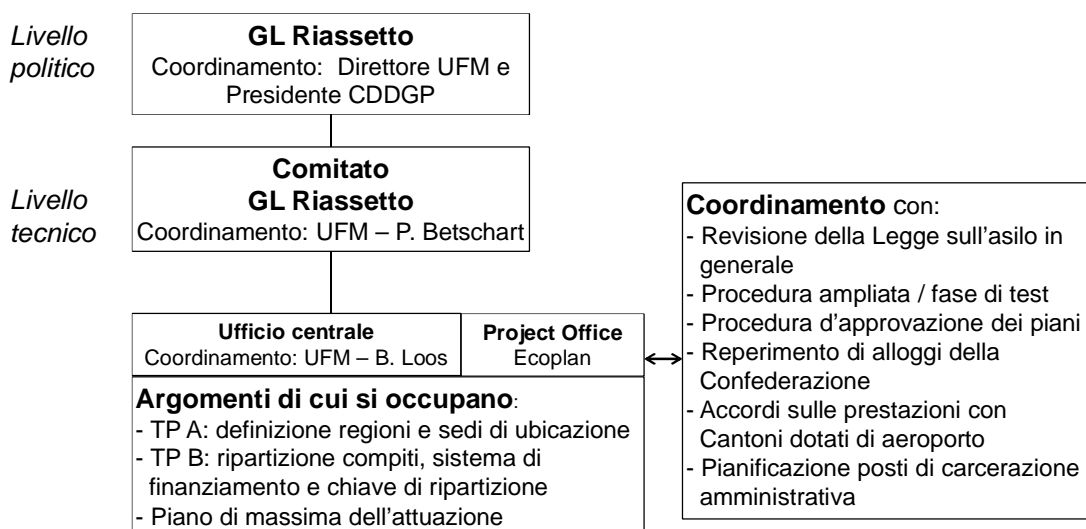 Livello
politico
GL Riassetto
Coordinamento: Direttore UFM e
Presidente CDDGP
Livello
tecnico
Comitato
GL Riassetto
Coordinamento: UFM – P. Betschart
Ufficio centrale
Coordinamento: UFM – B. Loos
Project Office
Ecoplan
Argomenti di cui si occupano:
- TP A: definizione regioni e sedi di ubicazione
- TP B: ripartizione compiti, sistema di
finanziamento e chiave di ripartizione
- Piano di massima dell'attuazione
Coordinamento con:
- Revisione della Legge sull'asilo in
generale
- Procedura ampliata / fase di test
- Procedura d'approvazione dei piani
- Reperimento di alloggi della
Confederazione
- Accordi sulle prestazioni con
Cantoni dotati di aeroporto
- Pianificazione posti di carcerazione
amministrativa